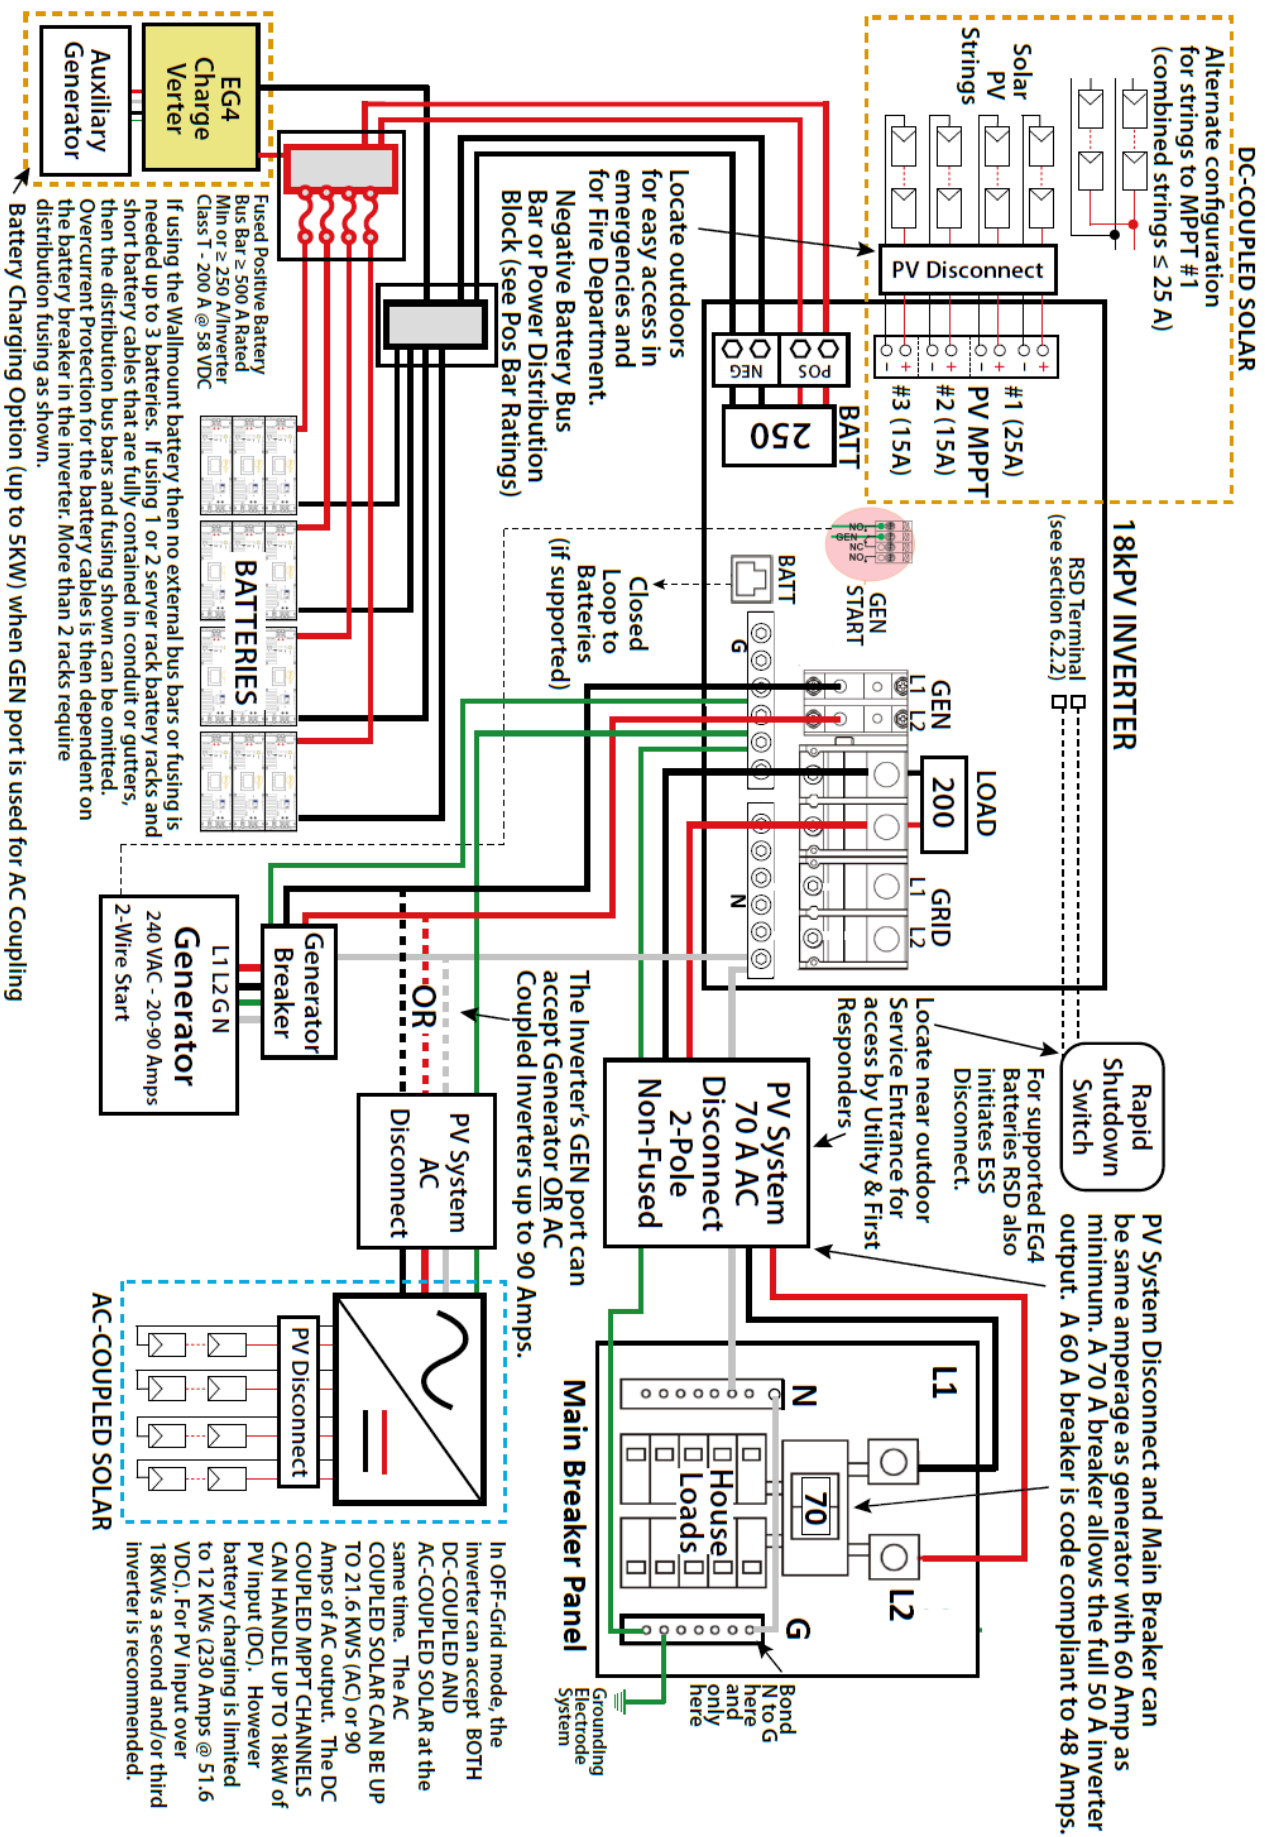 DC-COUPLED SOLAR
Alternate configuration
for strings to MPPT #1
(combined strings ≤ 25 A)
Solar
PV
Strings
PV Disconnect
#1 (25A)
PV MPPT
#2 (15A)
#3 (15A)
+
-
+
-
+
-
+
-
18kPV INVERTER
RSD Terminal
(see section 6.2.2)
Rapid
Shutdown
Switch
For supported EG4
Batteries RSD also
initiates ESS
Disconnect.
Locate near outdoor
Service Entrance for
access by Utility & First
Responders
PV System Disconnect and Main Breaker can
be same amperage as generator with 60 Amp as
minimum. A 70 A breaker allows the full 50 A inverter
output. A 60 A breaker is code compliant to 48 Amps.
Locate outdoors
for easy access in
emergencies and
for Fire Department.
BATT
250
POS
NEG
GEN
START
NO
GEN
NC
NO
BATT
Closed
Loop to
Batteries
(if supported)
G
N
GEN
L1 L2
LOAD
200
GRID
L1 L2
PV System
70 A AC
Disconnect
2-Pole
Non-Fused
L1
L2
N
G
70
House
Loads
Main Breaker Panel
Bond
N to G
here
and
only
here
Grounding
Electrode
System
Negative Battery Bus
Bar or Power Distribution
Block (see Pos Bar Ratings)
EG4
Charge
Verter
Auxiliary
Generator
Fused Positive Battery
Bus Bar ≥ 500 A Rated
Min or ≥ 250 A/Inverter
Class T - 200 A @ 58 VDC
BATTERIES
If using the Wallmount battery then no external bus bars or fusing is
needed up to 3 batteries. If using 1 or 2 server rack battery racks and
short battery cables that are fully contained in conduit or gutters,
then the distribution bus bars and fusing shown can be omitted.
Overcurrent Protection for the battery cables is then dependent on
the battery breaker in the inverter. More than 2 racks require
distribution fusing as shown.
Battery Charging Option (up to 5KW) when GEN port is used for AC Coupling
Generator
Breaker
L1 L2 G N
Generator
240 VAC - 20-90 Amps
2-Wire Start
OR
The Inverter's GEN port can
accept Generator OR AC
Coupled Inverters up to 90 Amps.
PV System
AC
Disconnect
PV Disconnect
AC-COUPLED SOLAR
In OFF-Grid mode, the
inverter can accept BOTH
DC-COUPLED AND
AC-COUPLED SOLAR at the
same time. The AC
COUPLED SOLAR CAN BE UP
TO 21.6 KWS (AC) or 90
Amps of AC output. The DC
COUPLED MPPT CHANNELS
CAN HANDLE UP TO 18kW of
PV input (DC). However
battery charging is limited
to 12 KWs (230 Amps @ 51.6
VDC). For PV input over
18KWs a second and/or third
inverter is recommended.